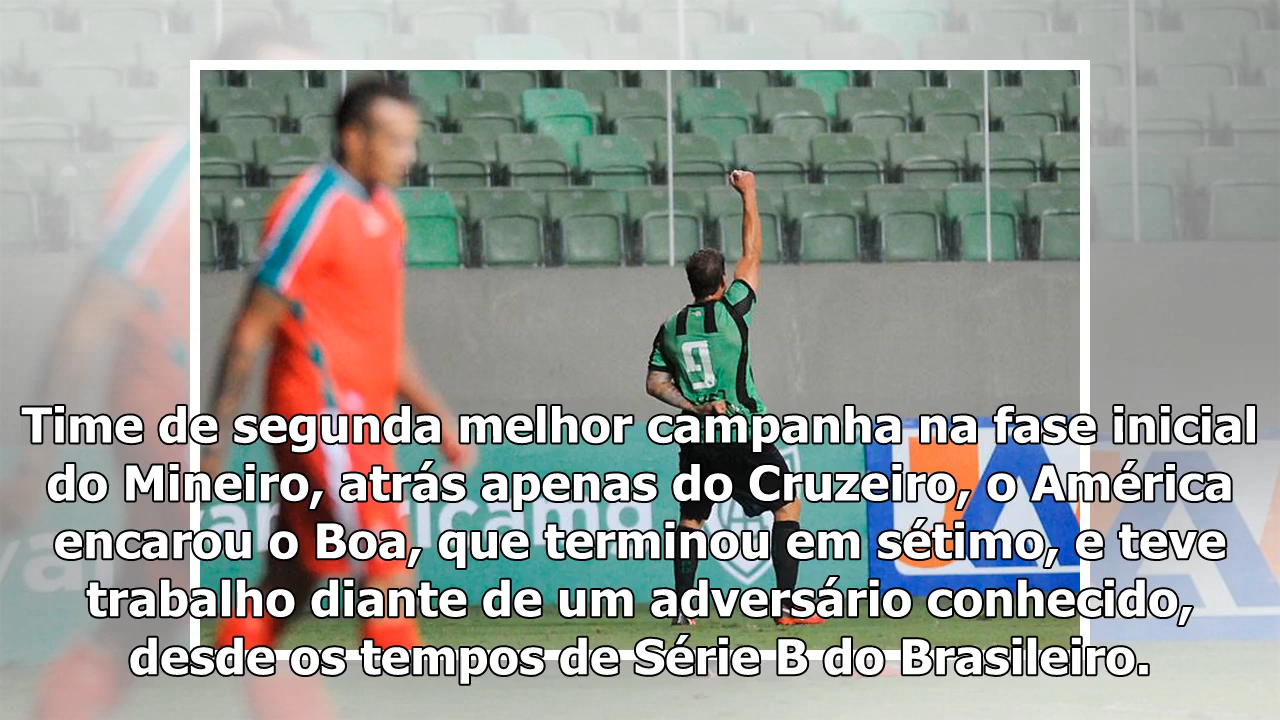 9
Time de segunda melhor campanha na fase inicial
do Mineiro, atrás apenas do Cruzeiro, o América
encarou o Boa, que terminou em sétimo, e teve
trabalho diante de um adversário conhecido,
desde os tempos de Série B do Brasileiro.